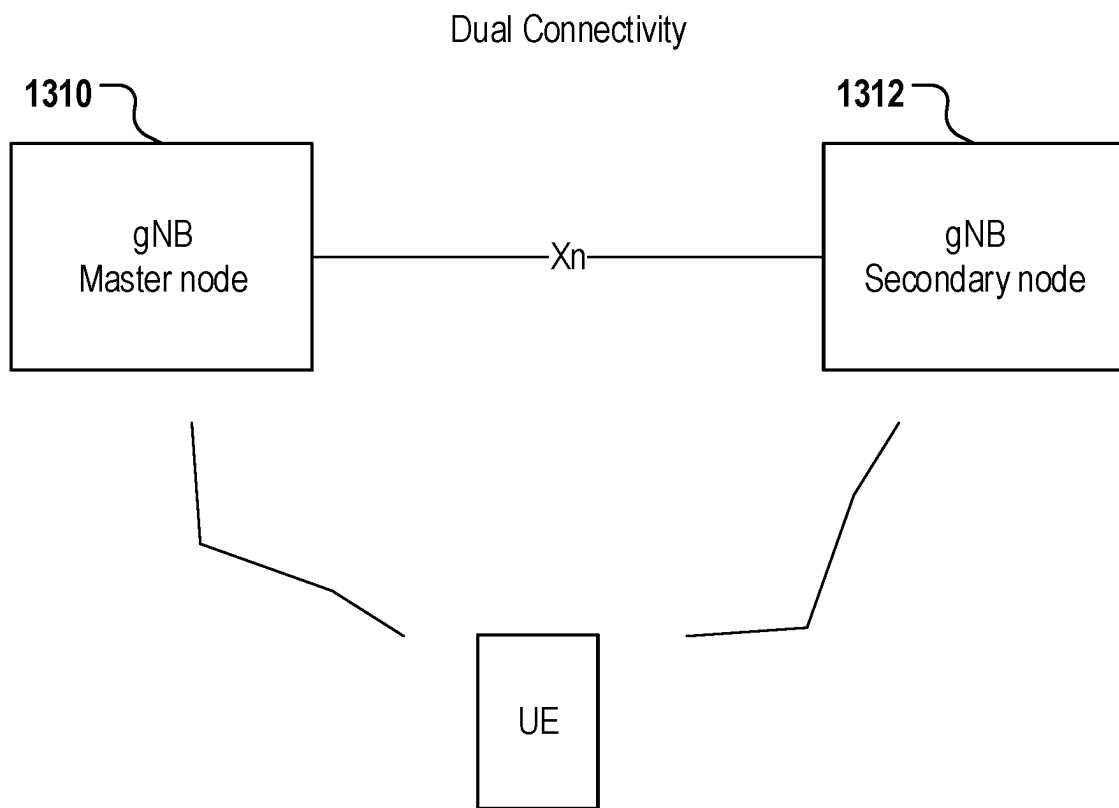 Dual Connectivity
1310
1312
gNB
Master node
Xn
gNB
Secondary node
UE